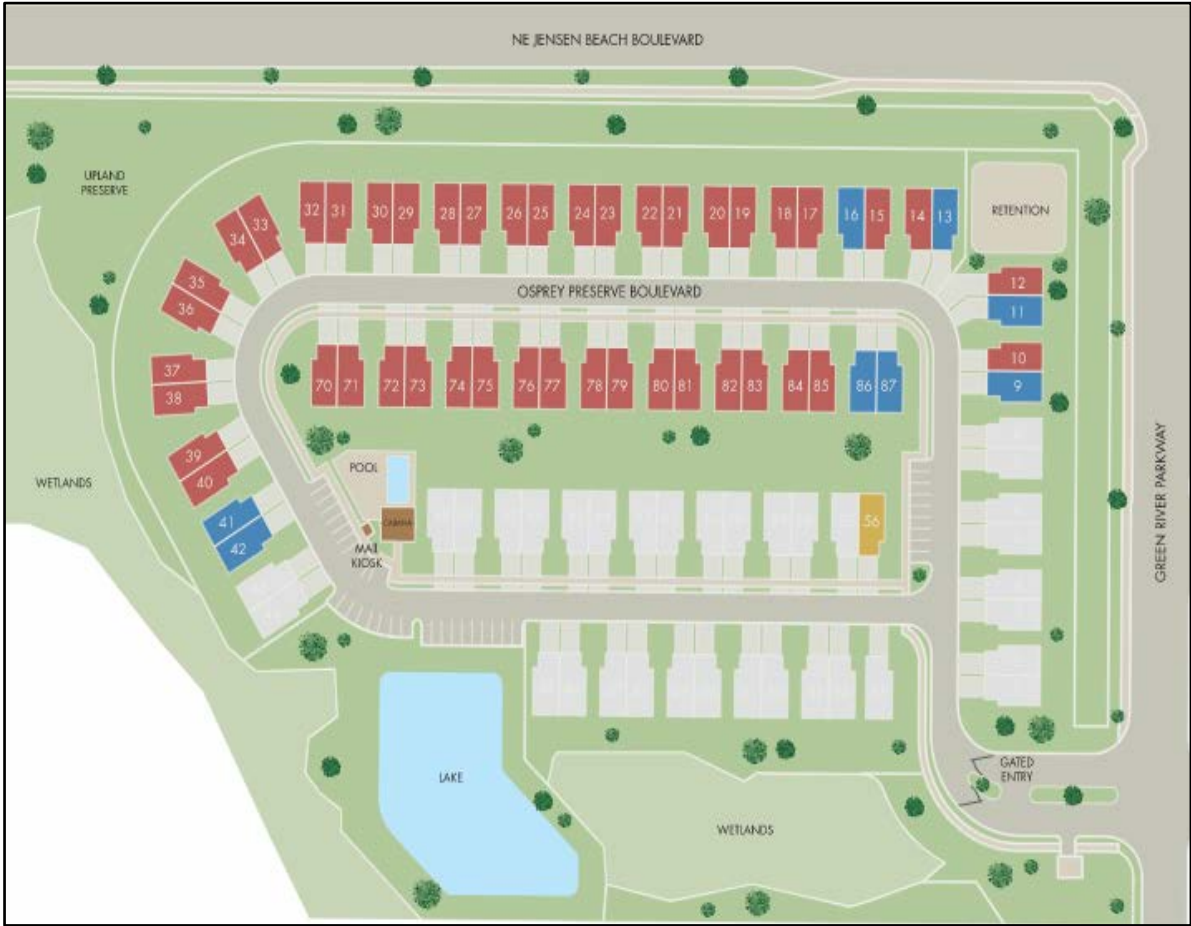 NE JENSEN BEACH BOULEVARD
UPLAND
PRESERVE
RETENTION
32 31 30 29 28 27 26 25 24 23 22 21 20 19 18 17 16 15 14 13
34 33
35
36
12
11
OSPREY PRESERVE BOULEVARD
37
38
10
9
70 71 72 73 74 75 76 77 78 79 80 81 82 83 84 85 86 87
39
40
POOL
WETLANDS
41
42
CABANA
56
MAIL
KIOSK
GREEN RIVER PARKWAY
LAKE
GATED
ENTRY
WETLANDS